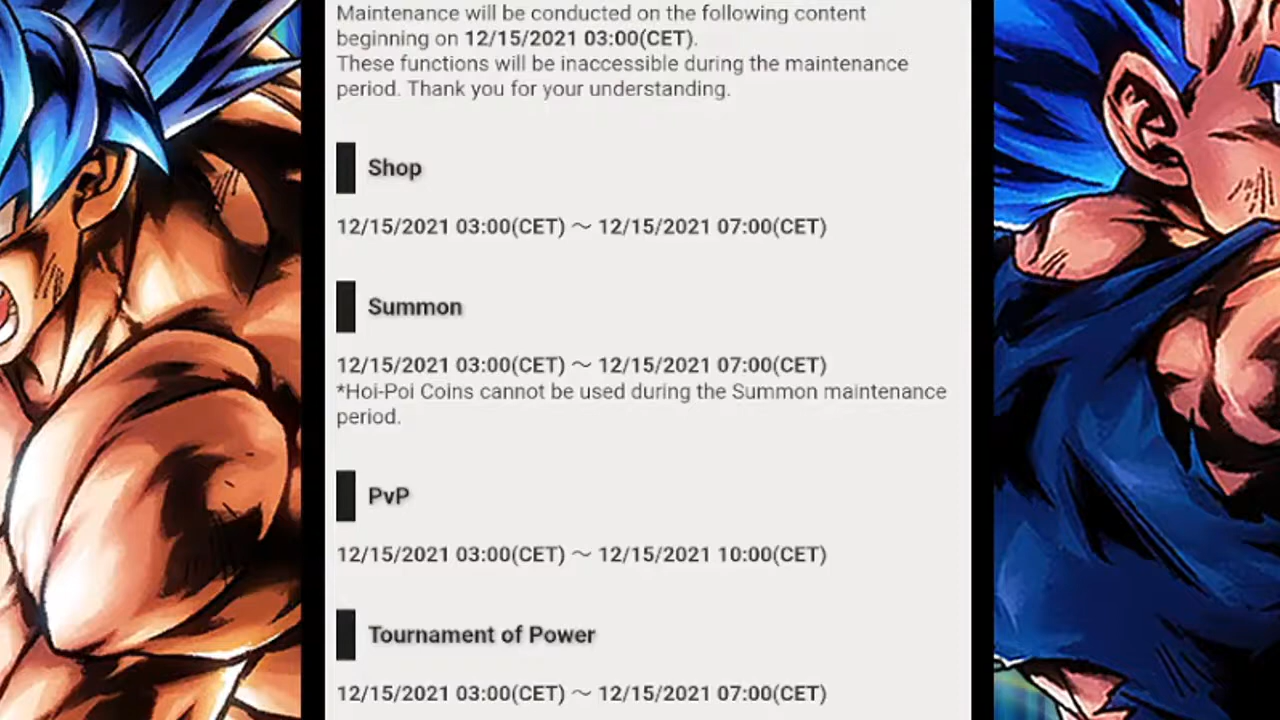 Maintenance will be conducted on the following content
beginning on 12/15/2021 03:00(CET).
These functions will be inaccessible during the maintenance
period. Thank you for your understanding.
Shop
12/15/2021 03:00(CET) ～ 12/15/2021 07:00(CET)
Summon
12/15/2021 03:00(CET) ～ 12/15/2021 07:00(CET)
*Hoi-Poi Coins cannot be used during the Summon maintenance
period.
PvP
12/15/2021 03:00(CET) ～ 12/15/2021 10:00(CET)
Tournament of Power
12/15/2021 03:00(CET) ～ 12/15/2021 07:00(CET)